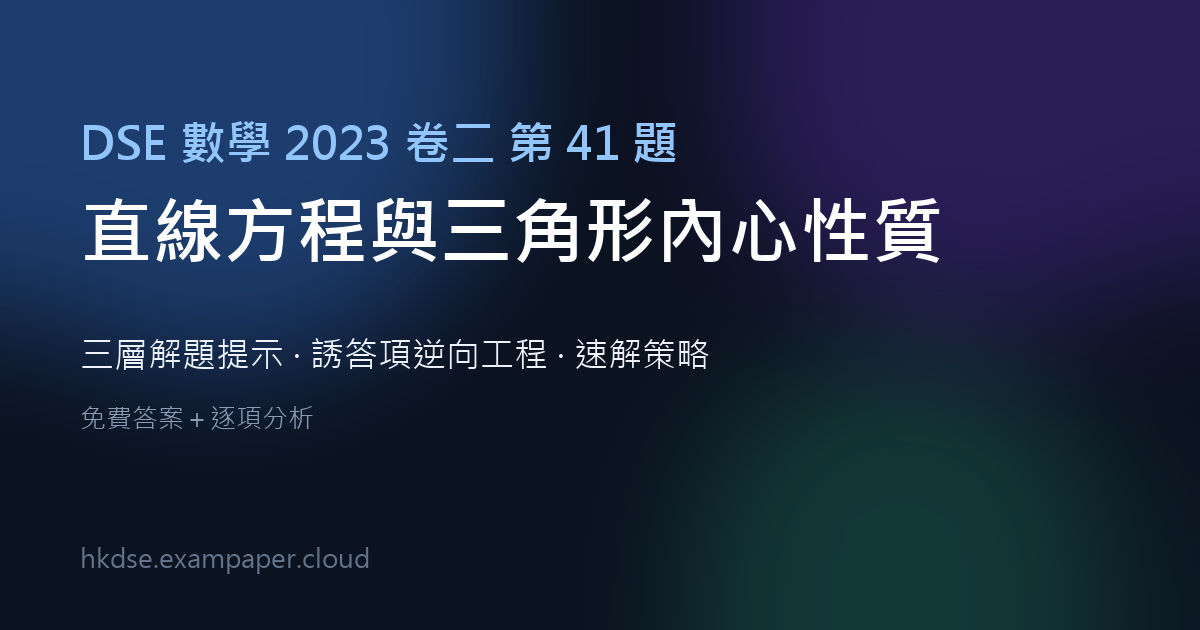 DSE 數學 2023 卷二 第 41 題
直線方程與三角形內心性質
三層解題提示 · 誘答項逆向工程 · 速解策略
免費答案 + 逐項分析
hkdse.exampaper.cloud